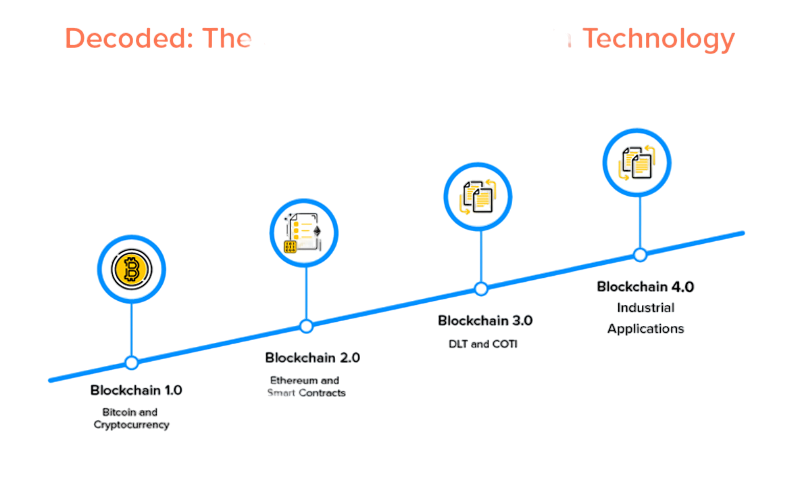 Decoded: The Technology
Blockchain 4.0
Industrial
Applications
Blockchain 3.0
DLT and COTI
Blockchain 2.0
Ethereum and
Smart Contracts
Blockchain 1.0
Bitcoin and
Cryptocurrency